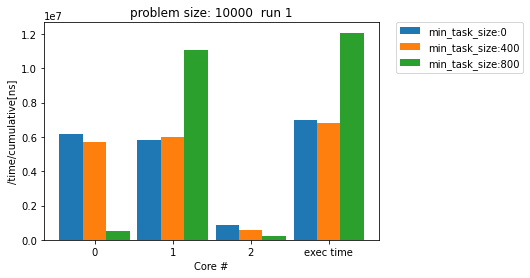 problem size: 10000  run 1
1e7
1.2
1.0
0.8
0.6
0.4
0.2
0.0
/time/cumulative[ns]
0
1
2
exec time
Core #
min_task_size:0
min_task_size:400
min_task_size:800